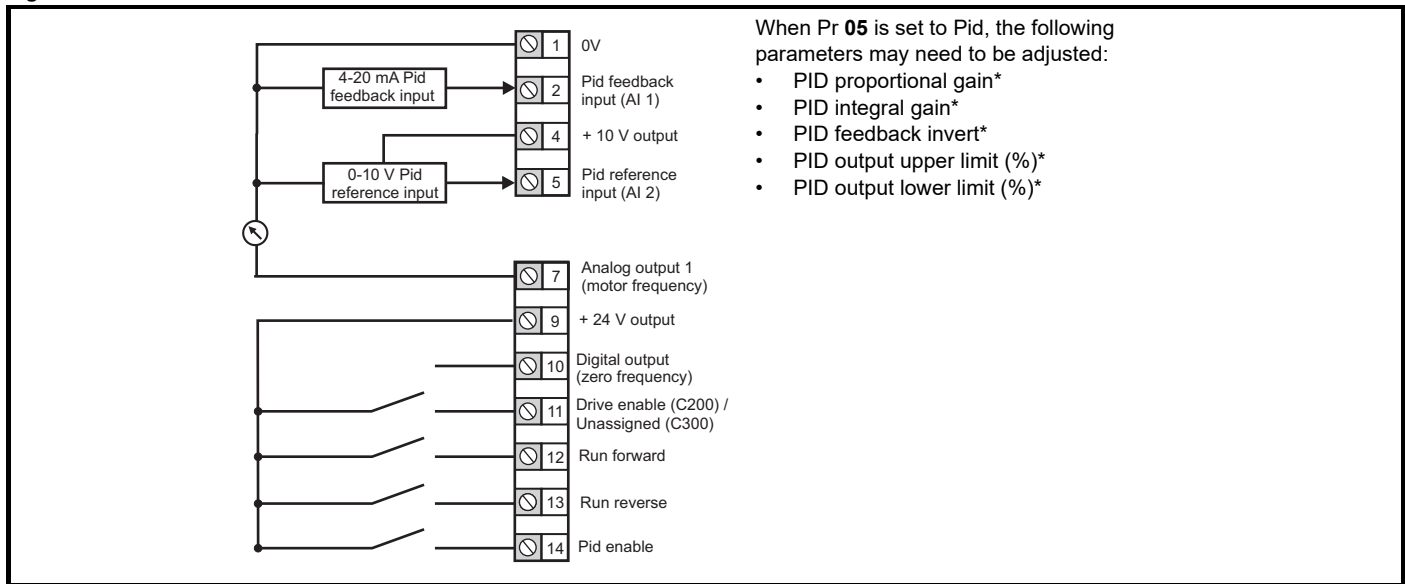 1 0V
4-20 mA Pid
feedback input
2 Pid feedback
input (AI 1)
4 + 10 V output
0-10 V Pid
reference input
5 Pid reference
input (AI 2)
7 Analog output 1
(motor frequency)
9 + 24 V output
10 Digital output
(zero frequency)
11 Drive enable (C200) /
Unassigned (C300)
12 Run forward
13 Run reverse
14 Pid enable
When Pr 05 is set to Pid, the following
parameters may need to be adjusted:
• PID proportional gain*
• PID integral gain*
• PID feedback invert*
• PID output upper limit (%)*
• PID output lower limit (%)*